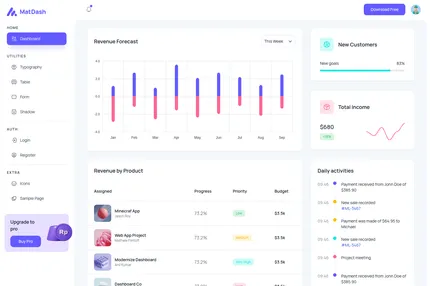 MatDash
Download Free
HOME
Dashboard
UTILITIES
Typography
Table
Form
Shadow
AUTH
Login
Register
EXTRA
Icons
Sample Page
Upgrade to
pro
Buy Pro
Rp
Revenue Forecast
This Week
Jan
Feb
Mar
Apr
May
Jun
July
Aug
Sep
New Customers
New goals
83%
Total Income
$680
+18%
Revenue by Product
Assigned
Progress
Priority
Budget
Minecraf App
Jason Roy
73.2%
Low
$3.5k
Web App Project
Mathew Flintoff
73.2%
Medium
$3.5k
Modernize Dashboard
Anil Kumar
73.2%
Very High
$3.5k
Dashboard Co
Daily activities
09:46
Payment received from John Doe of
$385.90
09:46
New sale recorded
#ML-3467
09:46
Payment was made of $64.95 to
Michael
09:46
New sale recorded
#ML-3467
09:46
Project meeting
09:46
Payment received from John Doe of
$385.90